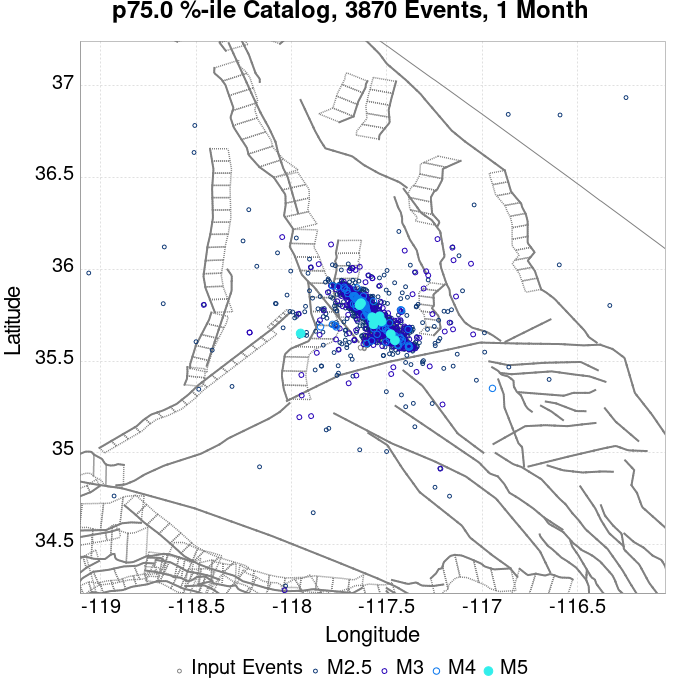 p75.0 %-ile Catalog, 3870 Events, 1 Month
37
36.5
36
35.5
35
34.5
Latitude
-119 -118.5 -118 -117.5 -117 -116.5
Longitude
Input Events M2.5 M3 M4 M5